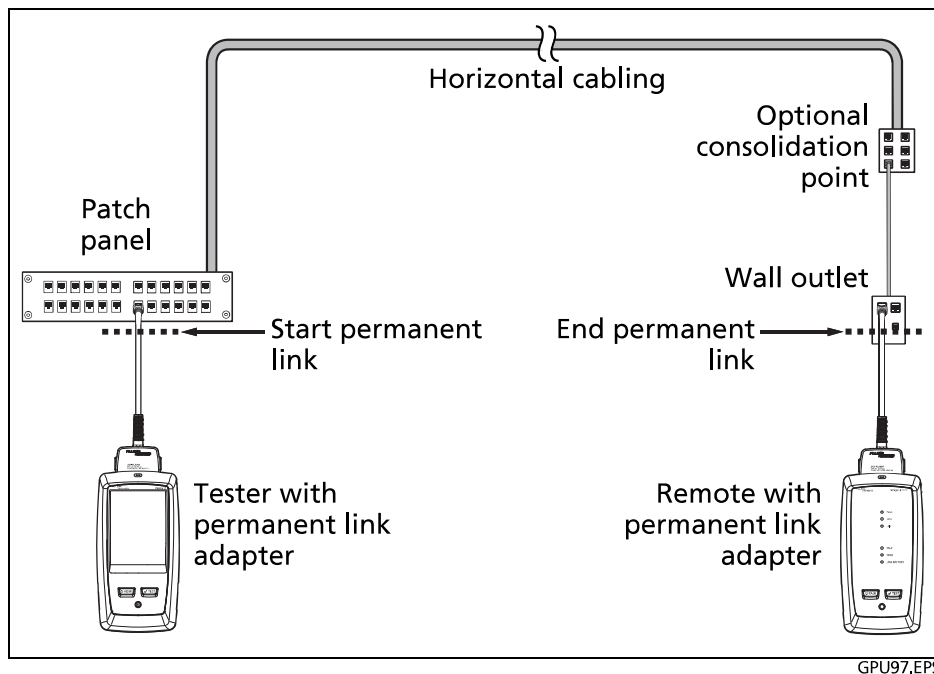 Horizontal cabling
Optional
consolidation
point
Patch
panel
Wall outlet
Start permanent
link
End permanent
link
Tester with
permanent link
adapter
Remote with
permanent link
adapter
GPU97.EPS